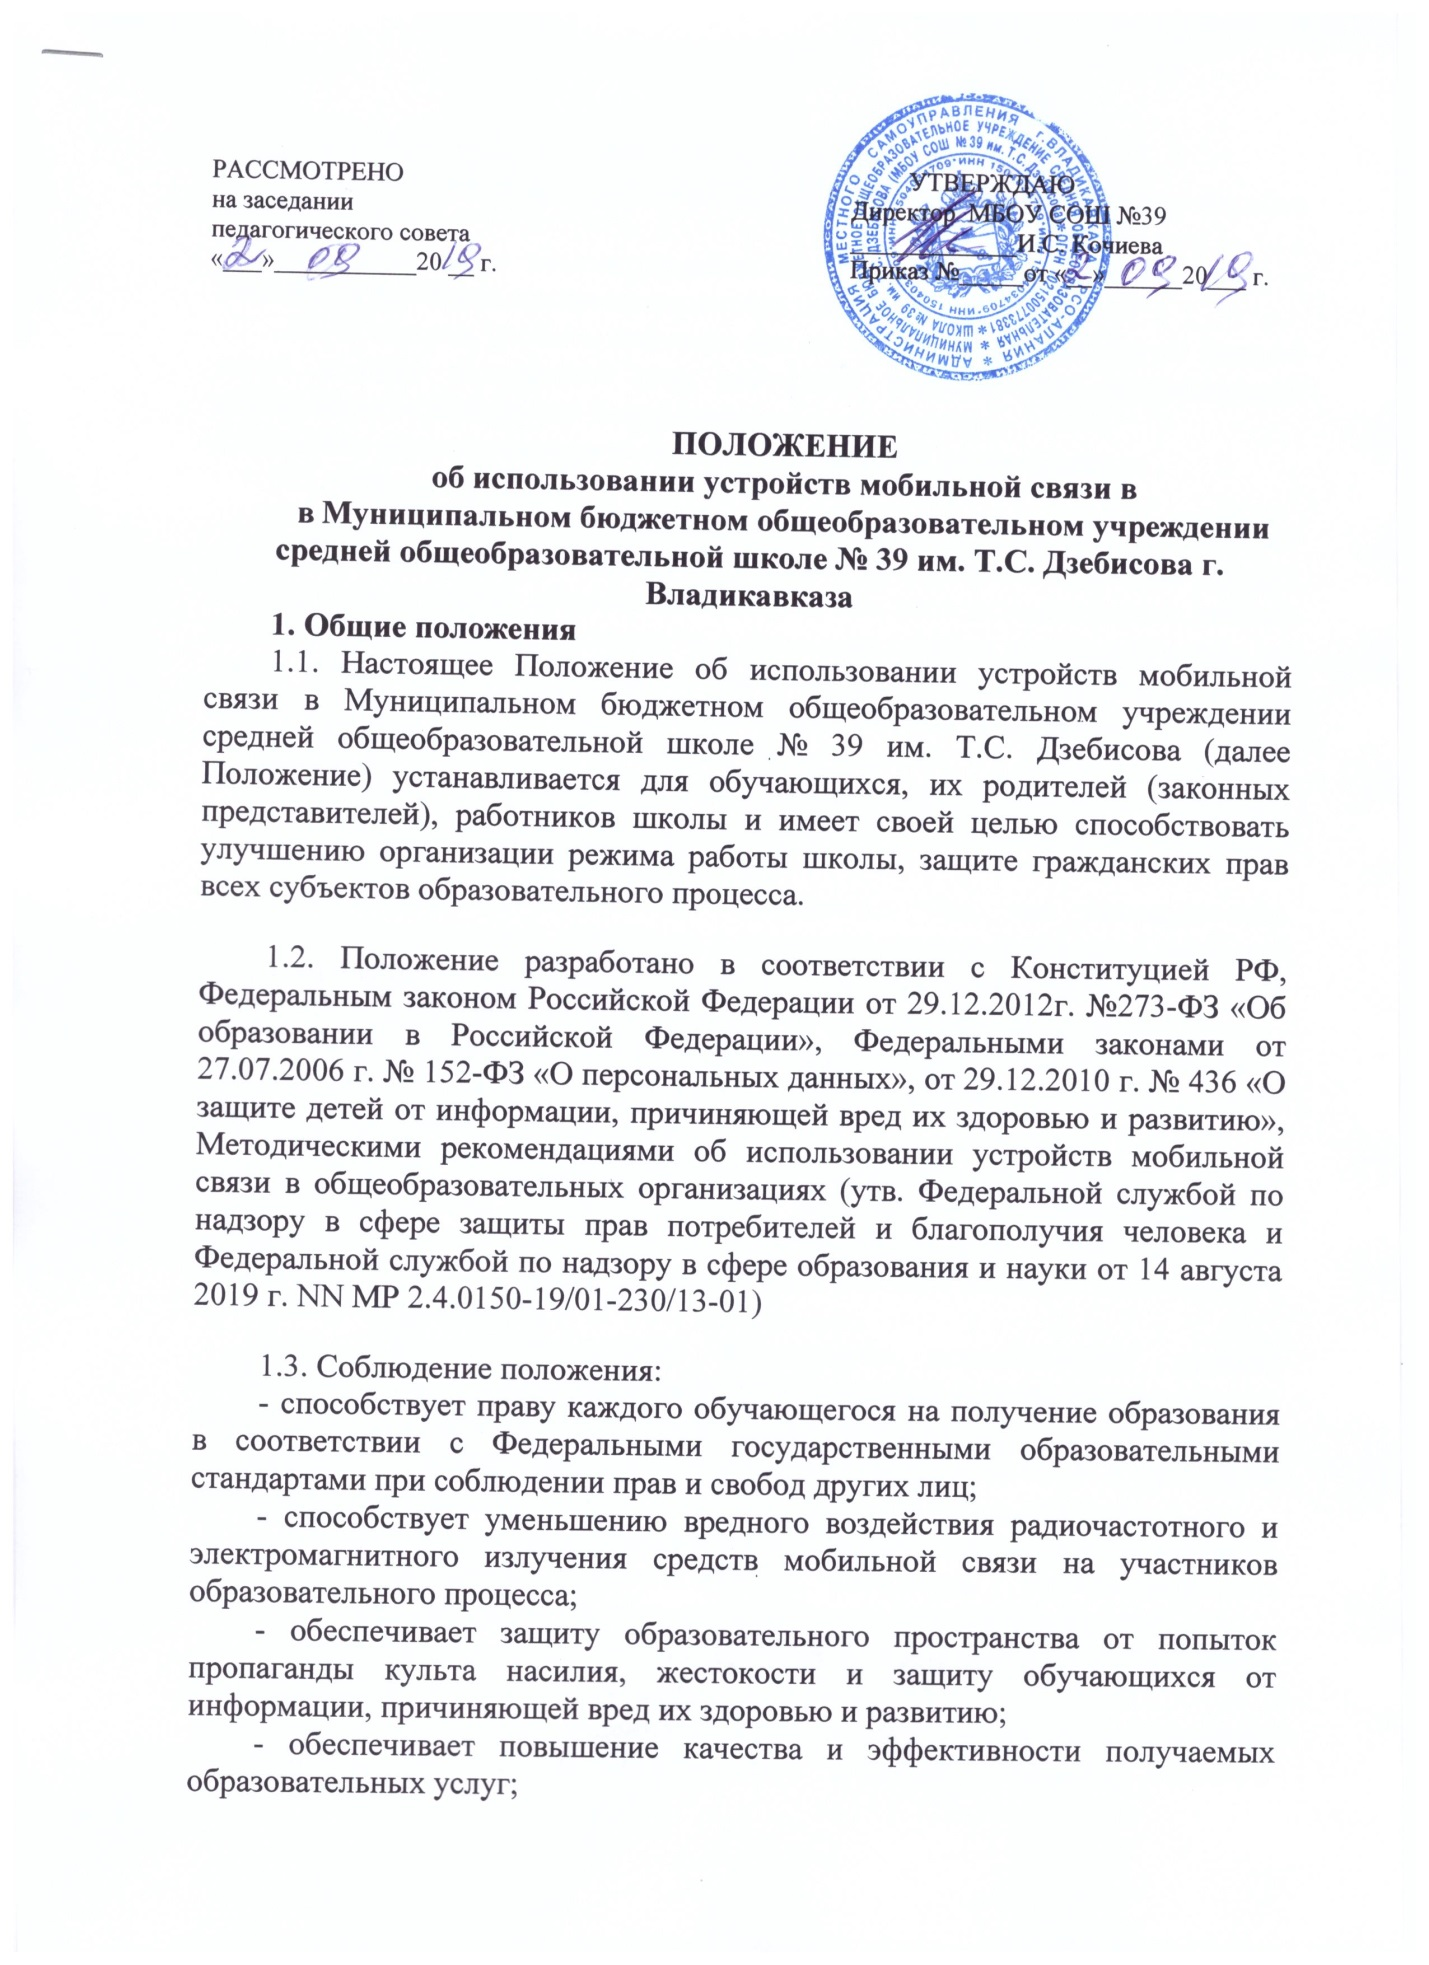 РАССМОТРЕНО
на заседании
педагогического совета
«2» 09 2019 г.
УТВЕРЖДАЮ
Директор МБОУ СОШ №39
И.С. Кочиева
Приказ №_____от «2» 09 2019 г.
ПОЛОЖЕНИЕ
об использовании устройств мобильной связи в
в Муниципальном бюджетном общеобразовательном учреждении
средней общеобразовательной школе № 39 им. Т.С. Дзебисова г.
Владикавказа
1. Общие положения
1.1. Настоящее Положение об использовании устройств мобильной
связи в Муниципальном бюджетном общеобразовательном учреждении
средней общеобразовательной школе № 39 им. Т.С. Дзебисова (далее
Положение) устанавливается для обучающихся, их родителей (законных
представителей), работников школы и имеет своей целью способствовать
улучшению организации режима работы школы, защите гражданских прав
всех субъектов образовательного процесса.
1.2. Положение разработано в соответствии с Конституцией РФ,
Федеральным законом Российской Федерации от 29.12.2012г. №273-ФЗ «Об
образовании в Российской Федерации», Федеральными законами от
27.07.2006 г. № 152-ФЗ «О персональных данных», от 29.12.2010 г. № 436 «О
защите детей от информации, причиняющей вред их здоровью и развитию»,
Методическими рекомендациями об использовании устройств мобильной
связи в общеобразовательных организациях (утв. Федеральной службой по
надзору в сфере защиты прав потребителей и благополучия человека и
Федеральной службой по надзору в сфере образования и науки от 14 августа
2019 г. NN МР 2.4.0150-19/01-230/13-01)
1.3. Соблюдение положения:
- способствует праву каждого обучающегося на получение образования
в соответствии с Федеральными государственными образовательными
стандартами при соблюдении прав и свобод других лиц;
- способствует уменьшению вредного воздействия радиочастотного и
электромагнитного излучения средств мобильной связи на участников
образовательного процесса;
- обеспечивает защиту образовательного пространства от попыток
пропаганды культа насилия, жестокости и защиту обучающихся от
информации, причиняющей вред их здоровью и развитию;
- обеспечивает повышение качества и эффективности получаемых
образовательных услуг;